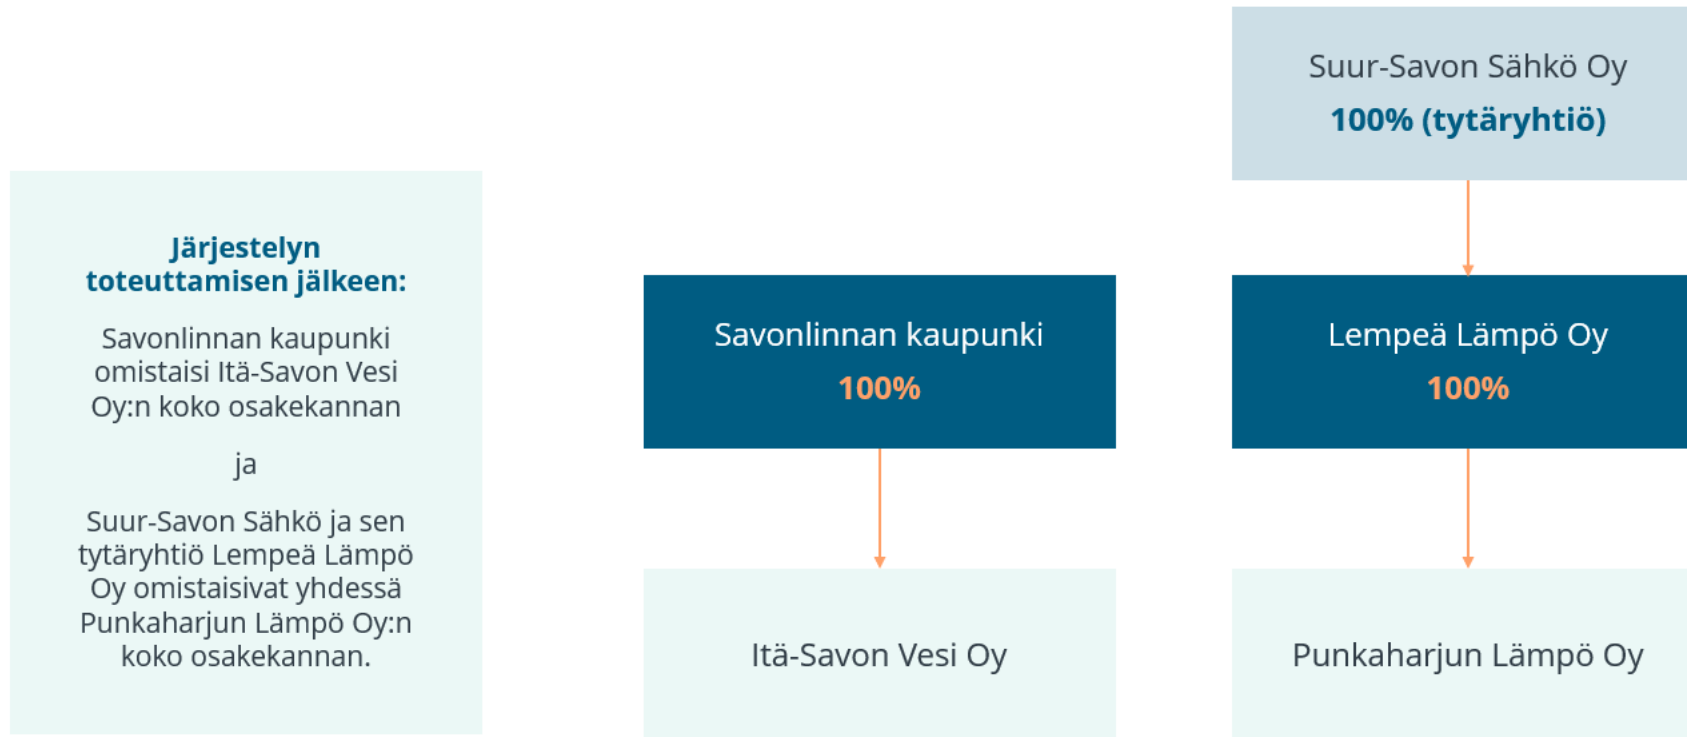 Järjestelyn
toteuttamisen jälkeen:
Savonlinnan kaupunki
omistaisi Itä-Savon Vesi
Oy:n koko osakekannan
ja
Suur-Savon Sähkö ja sen
tytäryhtiö Lempeä Lämpö
Oy omistaisivat yhdessä
Punkaharjun Lämpö Oy:n
koko osakekannan.
Savonlinnan kaupunki
100%
Itä-Savon Vesi Oy
Suur-Savon Sähkö Oy
100% (tytäryhtiö)
Lempeä Lämpö Oy
100%
Punkaharjun Lämpö Oy